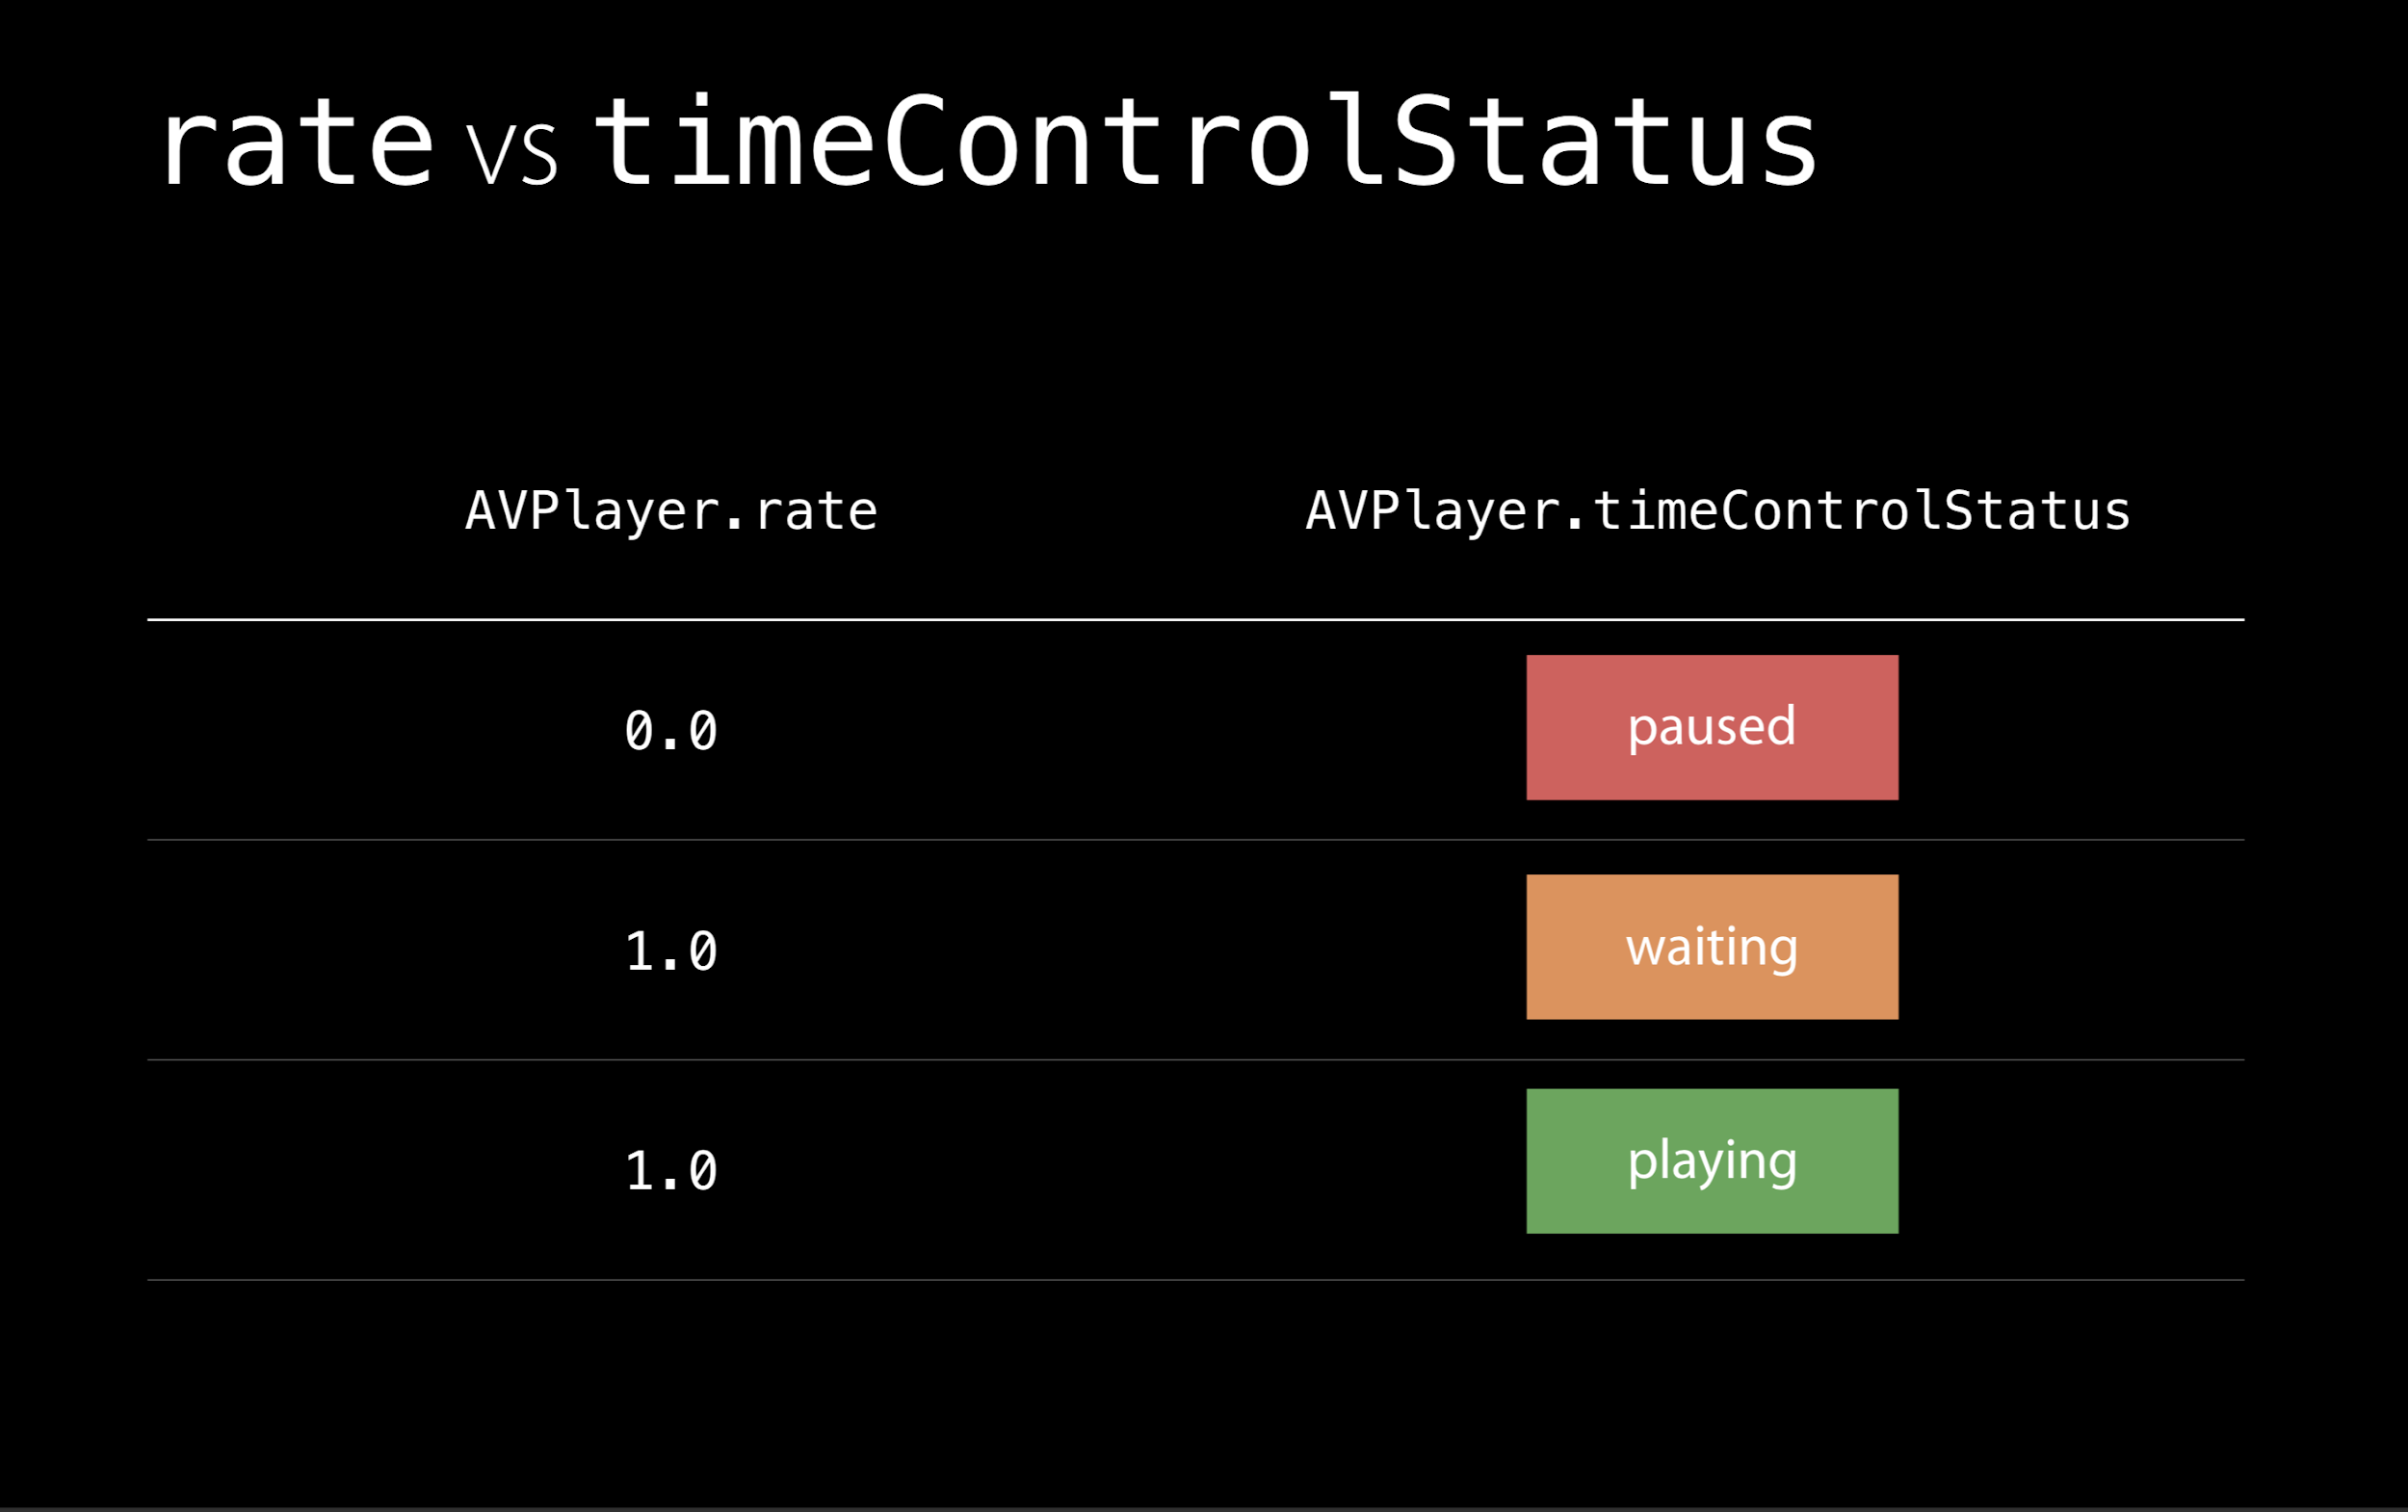 rate vs timeControlStatus
AVPlayer.rate AVPlayer.timeControlStatus
0.0 paused
1.0 waiting
1.0 playing